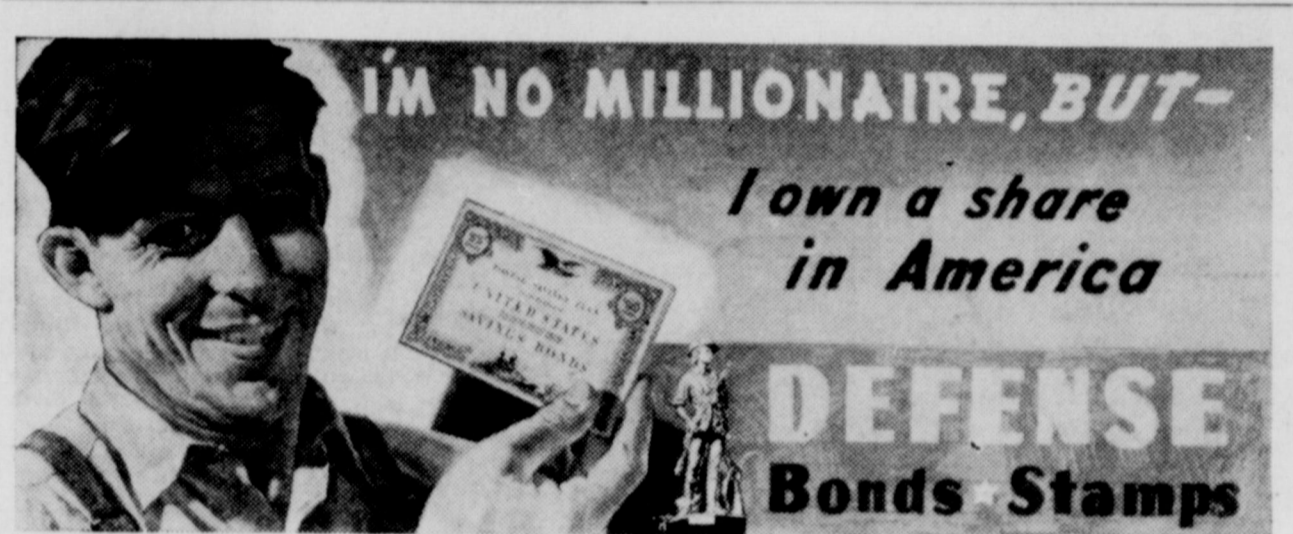 I'M NO MILLIONAIRE, BUT-
I own a share
in America
UNITED STATES
SAVINGS BONDS
DEFENSE
Bonds ★ Stamps